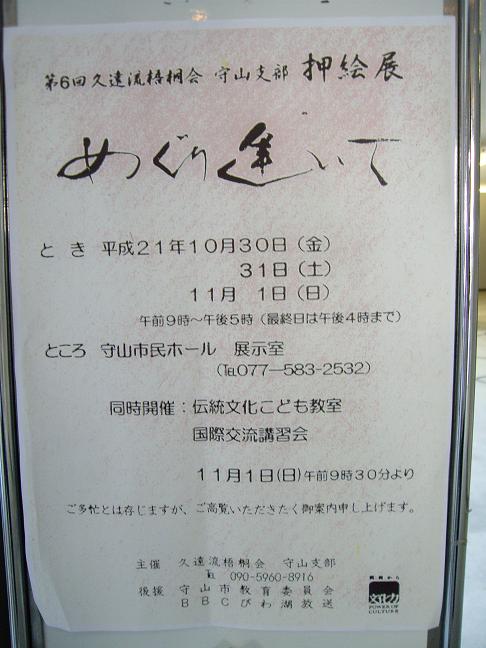 第6回久遠流梧桐会 守山支部 押絵展
めぐり逢いて
とき 平成21年10月30日(金)
31日(土)
11月 1日(日)
午前9時~午後5時(最終日は午後4時まで)
ところ 守山市民ホール 展示室
(℡077―583-2532)
同時開催:伝統文化こども教室
国際交流講習会
11月1日(日)午前9時30分より
ご多忙とは存じますが、ご高覧いただきたく御案内申し上げます。
主催 久遠流梧桐会 守山支部
℡ 090-5960-8916
後援 守山市教育委員会
BBCびわ湖放送
文化力
POWER OF
CULTURE